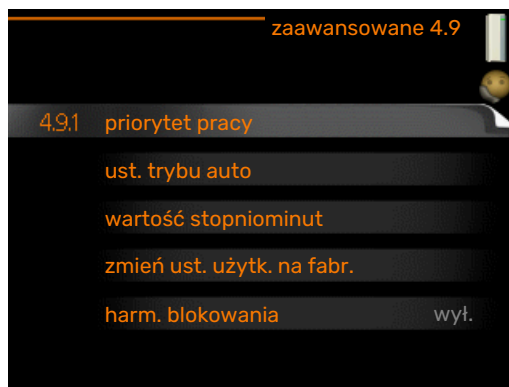 zaawansowane 4.9
4.9.1 priorytet pracy
ust. trybu auto
wartość stopniominut
zmień ust. użytk. na fabr.
harm. blokowania wył.